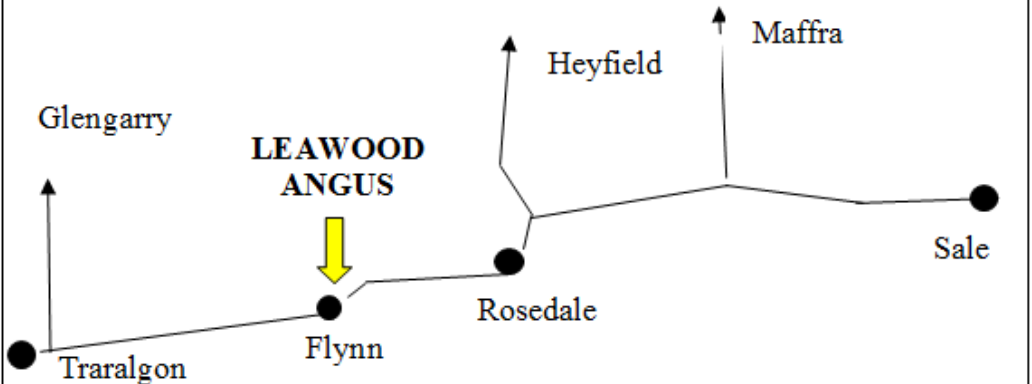 Maffra
Heyfield
Glengarry
LEAWOOD
ANGUS
Sale
Rosedale
Flynn
Traralgon